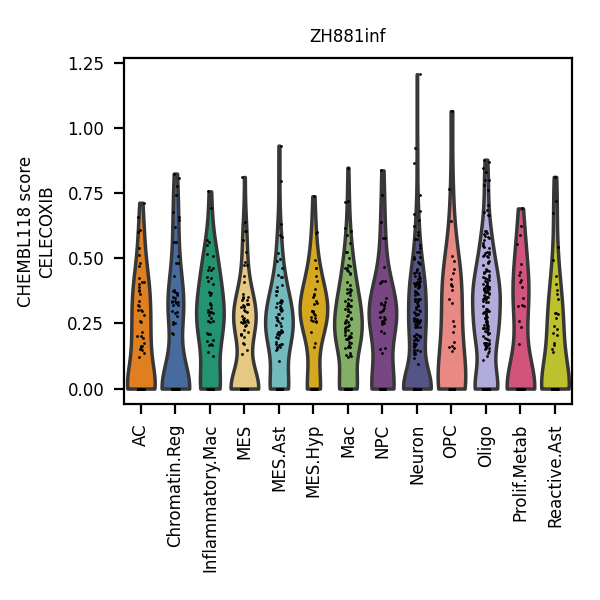 ZH881inf
CHEMBL118 score
CELECOXIB
1.25
1.00
0.75
0.50
0.25
0.00
AC
Chromatin.Reg
Inflammatory.Mac
MES
MES.Ast
MES.Hyp
Mac
NPC
Neuron
OPC
Oligo
Prolif.Metab
Reactive.Ast